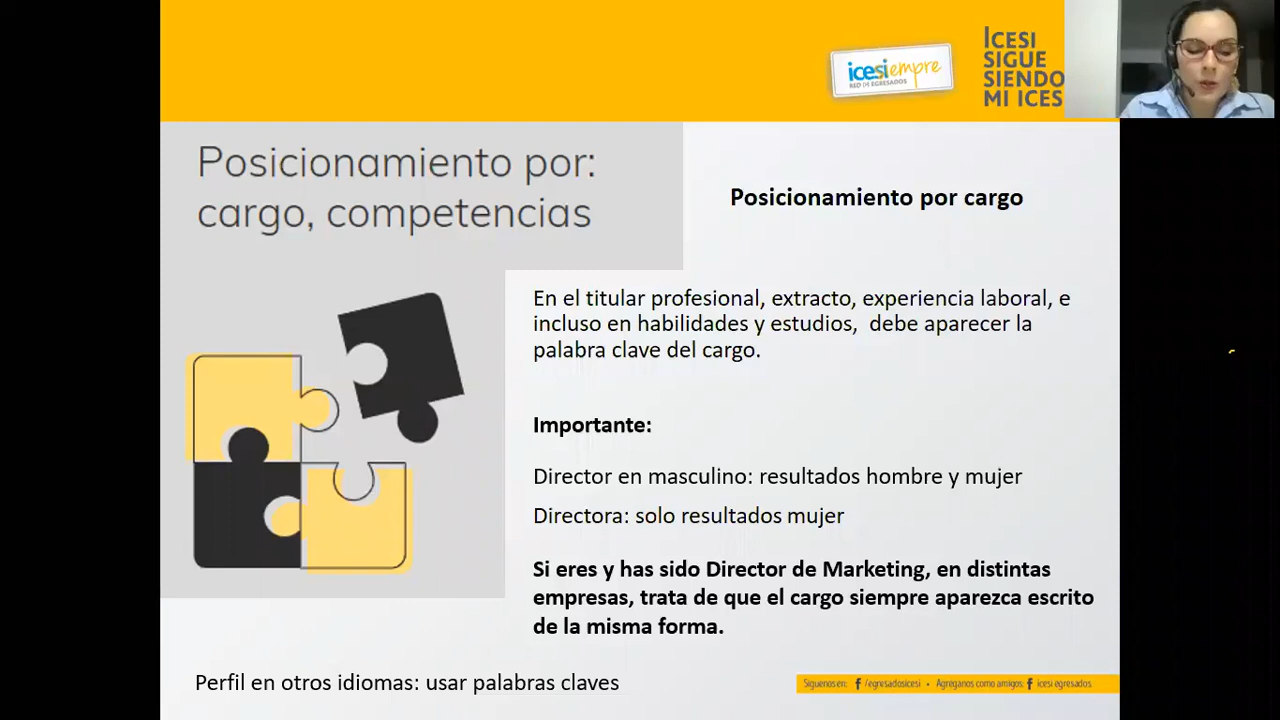 icesiempre
RED DE EGRESADOS
ICESI
SIGUE
SIENDO
MI ICES
Posicionamiento por:
cargo, competencias
Posicionamiento por cargo
En el titular profesional, extracto, experiencia laboral, e
incluso en habilidades y estudios, debe aparecer la
palabra clave del cargo.
Importante:
Director en masculino: resultados hombre y mujer
Directora: solo resultados mujer
Si eres y has sido Director de Marketing, en distintas
empresas, trata de que el cargo siempre aparezca escrito
de la misma forma.
Perfil en otros idiomas: usar palabras claves
Síguenos en: f /egresadosicesi • Agréganos como amigos: f icesi egresados